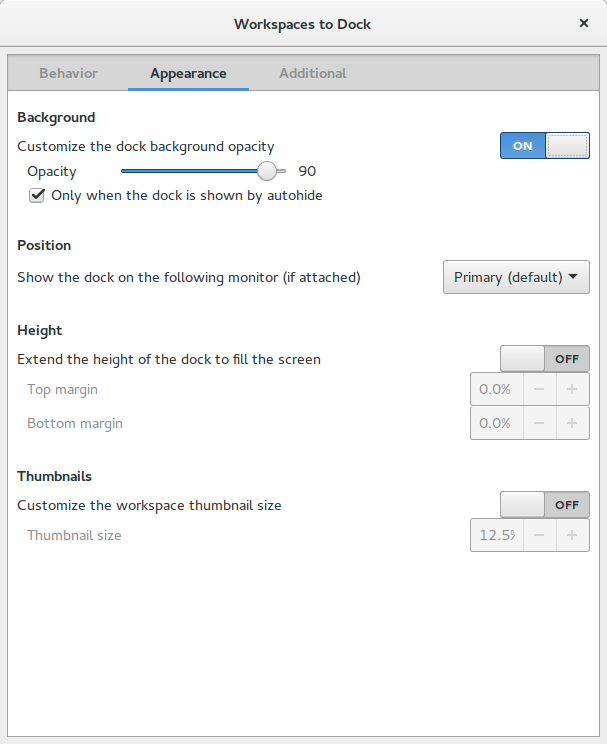 Workspaces to Dock
Behavior Appearance Additional
Background
Customize the dock background opacity ON
Opacity 90
Only when the dock is shown by autohide
Position
Show the dock on the following monitor (if attached) Primary (default)
Height
Extend the height of the dock to fill the screen OFF
Top margin 0.0%
Bottom margin 0.0%
Thumbnails
Customize the workspace thumbnail size OFF
Thumbnail size 12.5%